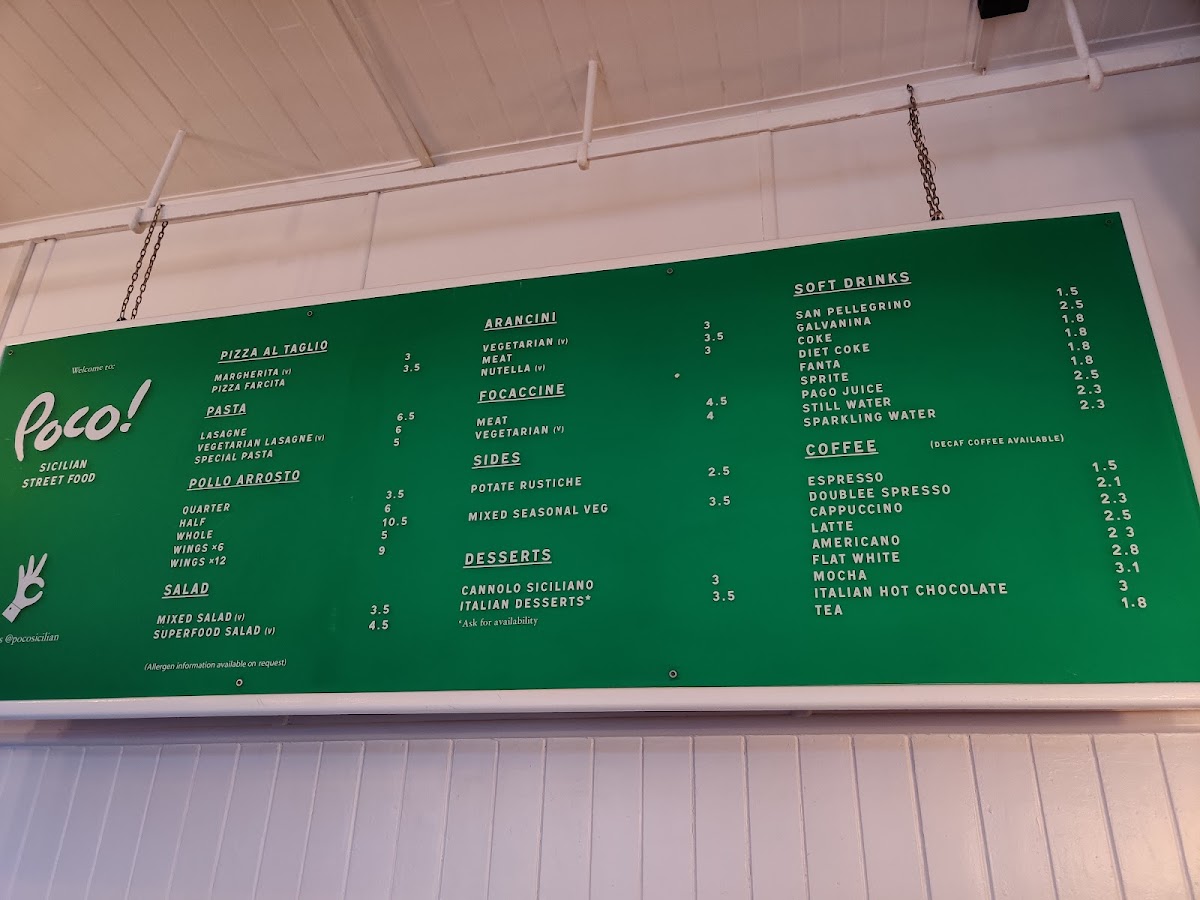 Welcome to:
Poco!
SICILIAN
STREET FOOD
@pocosicilian
PIZZA AL TAGLIO
MARGHERITA (V) 3
PIZZA FARCITA 3.5
PASTA
LASAGNE 6.5
VEGETARIAN LASAGNE (V) 6
SPECIAL PASTA 5
POLLO ARROSTO
QUARTER 3.5
HALF 6
WHOLE 10.5
WINGS ×6 5
WINGS ×12 9
SALAD
MIXED SALAD (V) 3.5
SUPERFOOD SALAD (V) 4.5
(Allergen information available on request)
ARANCINI
VEGETARIAN (V) 3
MEAT 3.5
NUTELLA (V) 3
FOCACCINE
MEAT 4.5
VEGETARIAN (V) 4
SIDES
POTATE RUSTICHE 2.5
MIXED SEASONAL VEG 3.5
DESSERTS
CANNOLO SICILIANO 3
ITALIAN DESSERTS* 3.5
*Ask for availability
SOFT DRINKS
SAN PELLEGRINO 1.5
GALVANINA 2.5
COKE 1.8
DIET COKE 1.8
FANTA 1.8
SPRITE 1.8
PAGO JUICE 2.5
STILL WATER 2.3
SPARKLING WATER 2.3
COFFEE (DECAF COFFEE AVAILABLE)
ESPRESSO 1.5
DOUBLEE SPRESSO 2.1
CAPPUCCINO 2.3
LATTE 2.5
AMERICANO 2 3
FLAT WHITE 2.8
MOCHA 3.1
ITALIAN HOT CHOCOLATE 3
TEA 1.8